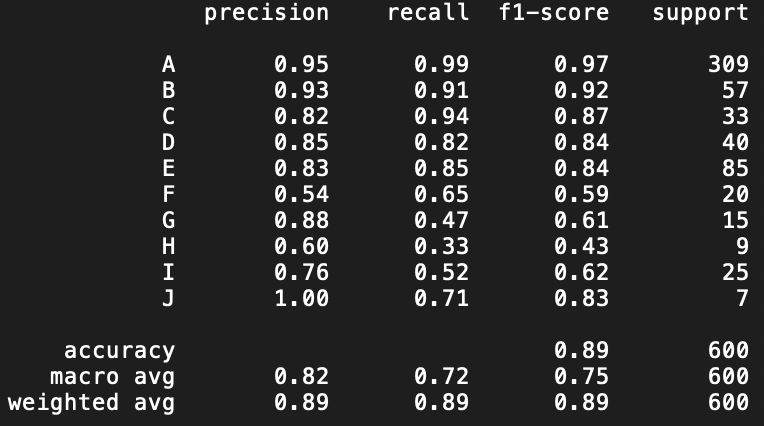 precision recall f1-score support
A 0.95 0.99 0.97 309
B 0.93 0.91 0.92 57
C 0.82 0.94 0.87 33
D 0.85 0.82 0.84 40
E 0.83 0.85 0.84 85
F 0.54 0.65 0.59 20
G 0.88 0.47 0.61 15
H 0.60 0.33 0.43 9
I 0.76 0.52 0.62 25
J 1.00 0.71 0.83 7
accuracy 0.89 600
macro avg 0.82 0.72 0.75 600
weighted avg 0.89 0.89 0.89 600